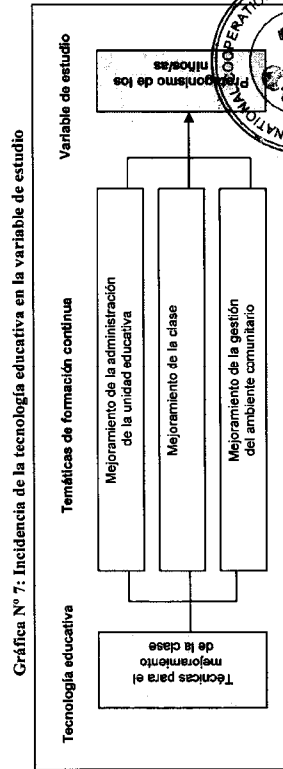 Gráfica Nº 7: Incidencia de la tecnología educativa en la variable de estudio
Tecnología educativa
Temáticas de formación continua
Variable de estudio
Técnicas para el
mejoramiento
de la clase
Mejoramiento de la administración
de la unidad educativa
Mejoramiento de la clase
Mejoramiento de la gestión
del ambiente comunitario
Protagonismo de los
niños/as
COOPERATION